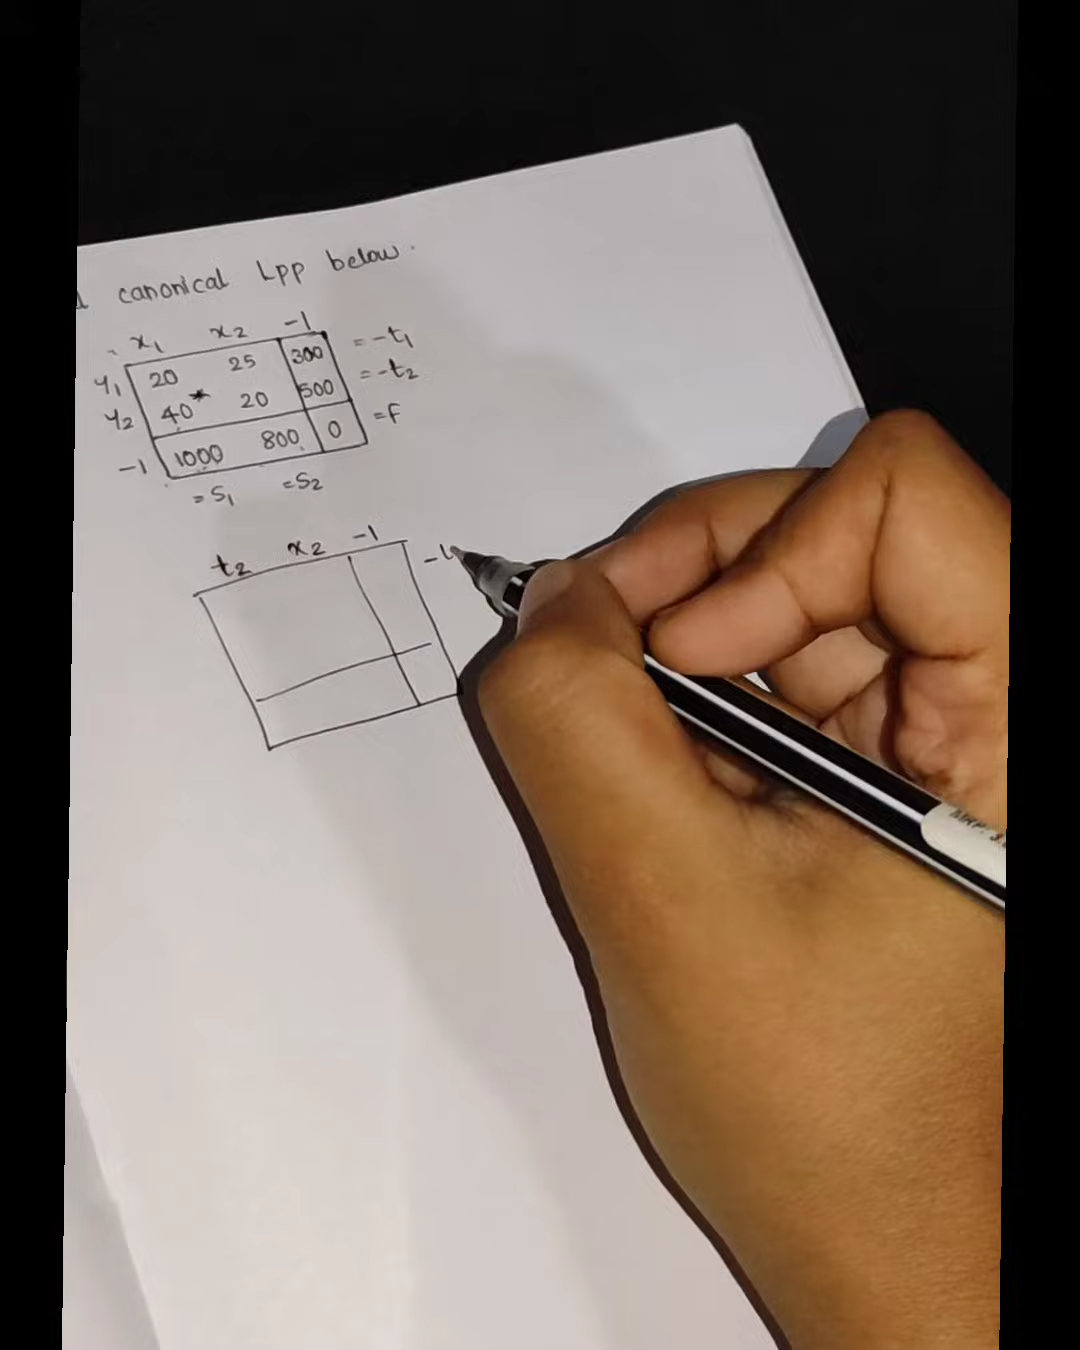 canonical Lpp below.
x1 x2 -1
y1 20 25 300 = -t1
y2 40* 20 500 = -t2
-1 1000 800 0 = f
= S1 = S2
t2 x2 -1